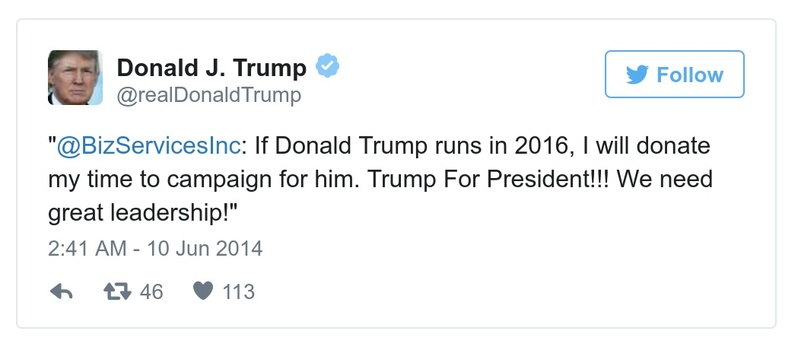 Donald J. Trump
@realDonaldTrump
Follow
"@BizServicesInc: If Donald Trump runs in 2016, I will donate
my time to campaign for him. Trump For President!!! We need
great leadership!"
2:41 AM - 10 Jun 2014
46 113